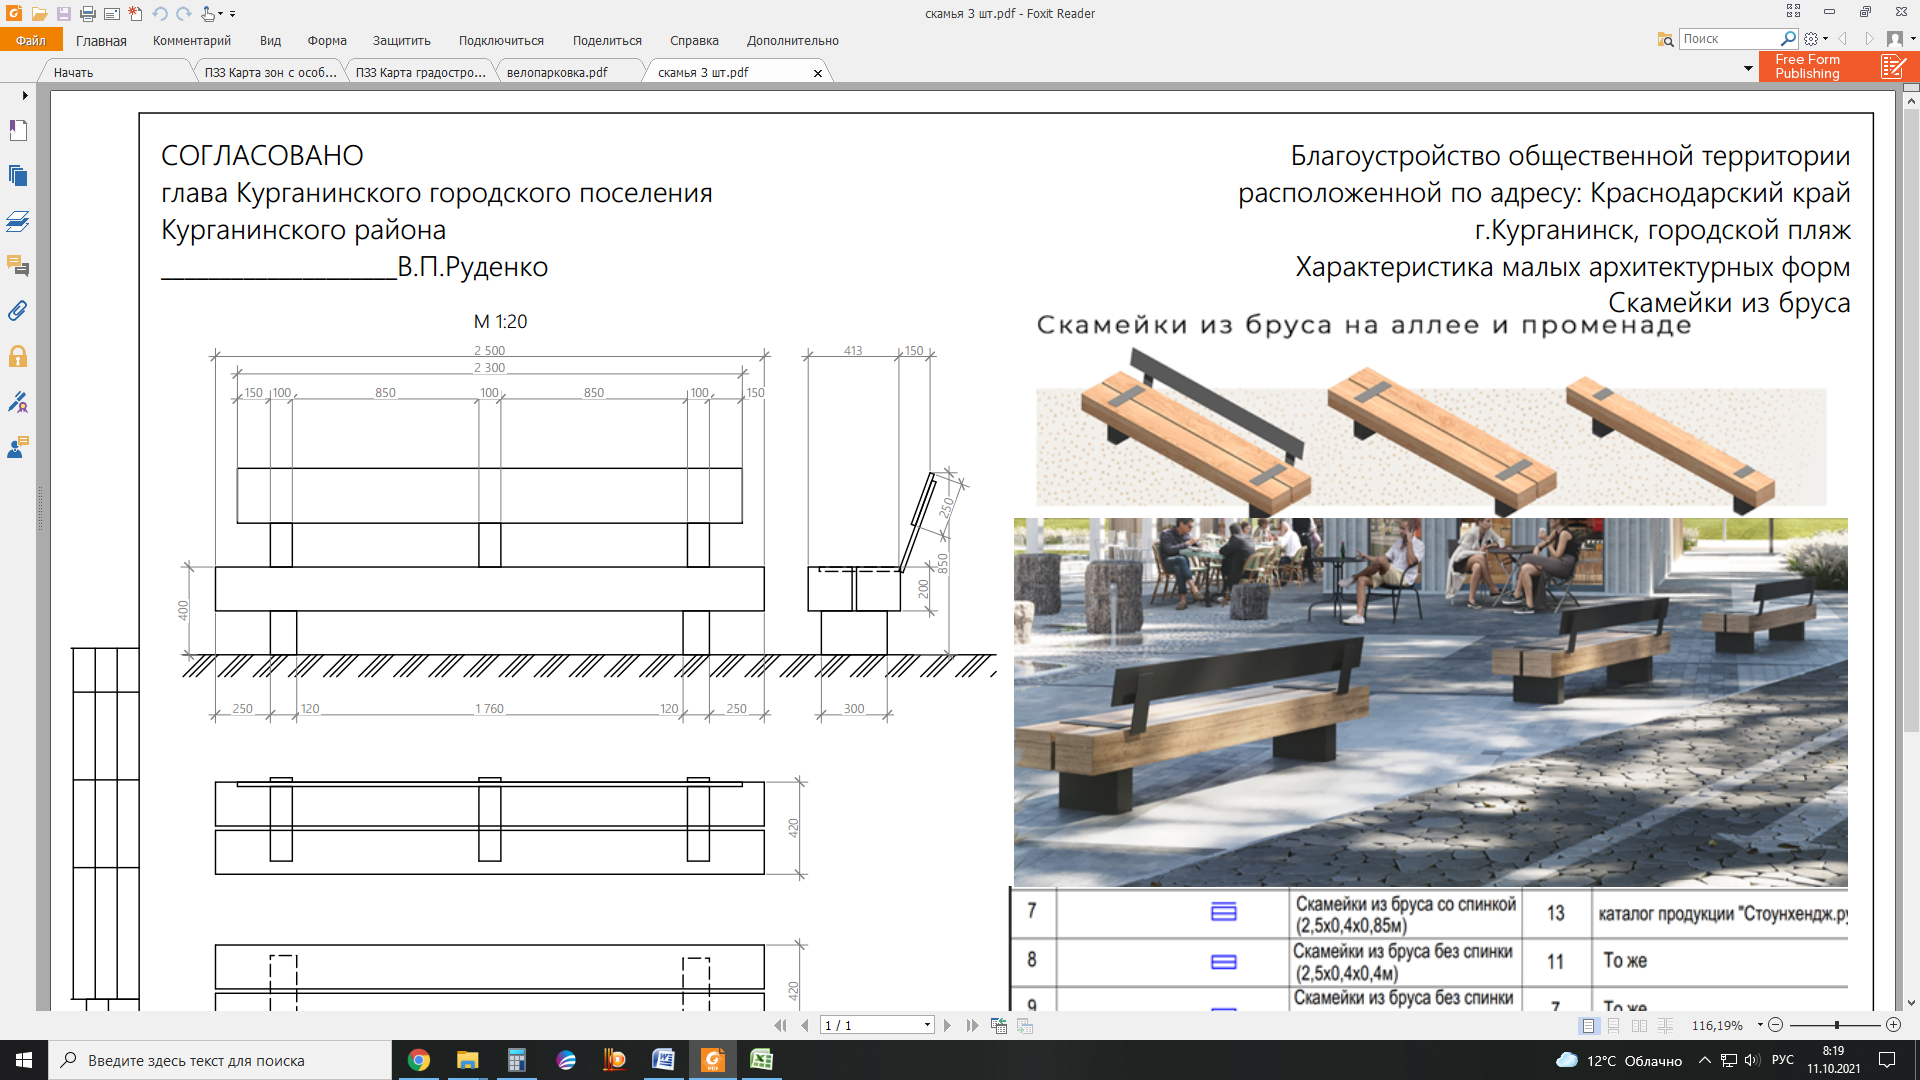 скамья 3 шт.pdf - Foxit Reader
Файл Главная Комментарий Вид Форма Защитить Подключиться Поделиться Справка Дополнительно Поиск
Начать ПЗЗ Карта зон с особ... ПЗЗ Карта градостро... велопарковка.pdf скамья 3 шт.pdf
Free Form
Publishing
СОГЛАСОВАНО
глава Курганинского городского поселения
Курганинского района
___________________В.П.Руденко
Благоустройство общественной территории
расположенной по адресу: Краснодарский край
г.Курганинск, городской пляж
Характеристика малых архитектурных форм
Скамейки из бруса
М 1:20
Скамейки из бруса на аллее и променаде
2 500
2 300
150 100 850 100 850 100 150
413 150
250
850
200
400
250 120 1 760 120 250
300
420
420
7 Скамейки из бруса со спинкой (2,5х0,4х0,85м) 13 каталог продукции "Стоунхендж.ру
8 Скамейки из бруса без спинки (2,5х0,4х0,4м) 11 То же
9 Скамейки из бруса без спинки 7 То же
1 / 1
116,19%
Введите здесь текст для поиска
12°C Облачно
РУС
8:19
11.10.2021